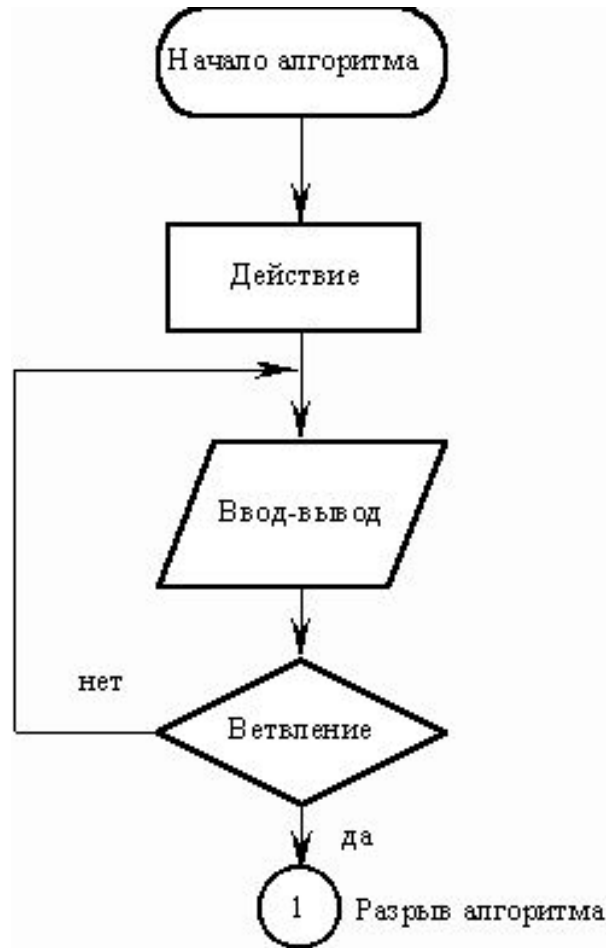 Начало алгоритма
Действие
Ввод-вывод
нет
Ветвление
да
1
Разрыв алгоритма